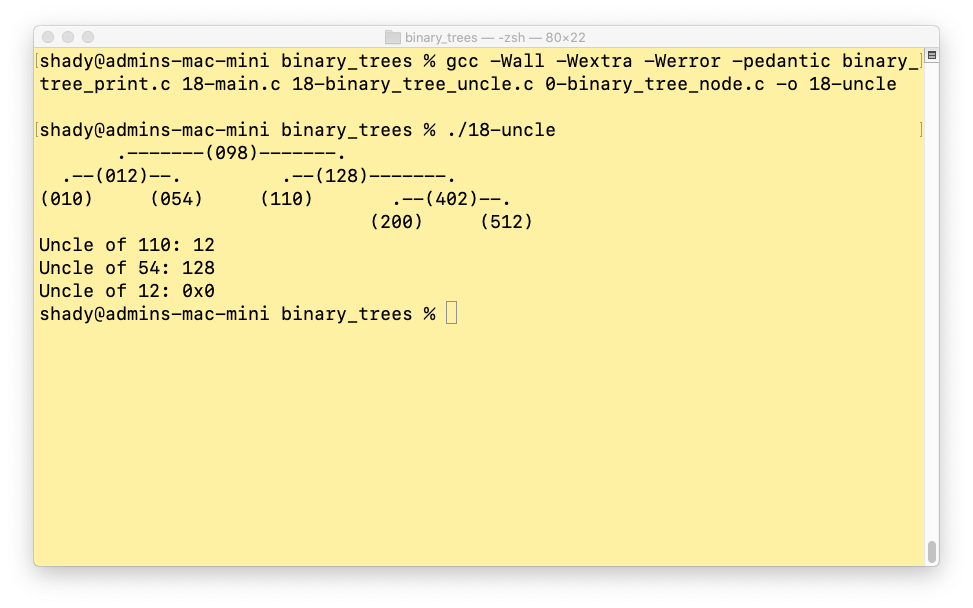 binary_trees — -zsh — 80×22
shady@admins-mac-mini binary_trees % gcc -Wall -Wextra -Werror -pedantic binary_
tree_print.c 18-main.c 18-binary_tree_uncle.c 0-binary_tree_node.c -o 18-uncle
shady@admins-mac-mini binary_trees % ./18-uncle
       .-------(098)-------.
  .--(012)--.         .--(128)-------.
(010)     (054)     (110)       .--(402)--.
                              (200)     (512)
Uncle of 110: 12
Uncle of 54: 128
Uncle of 12: 0x0
shady@admins-mac-mini binary_trees %